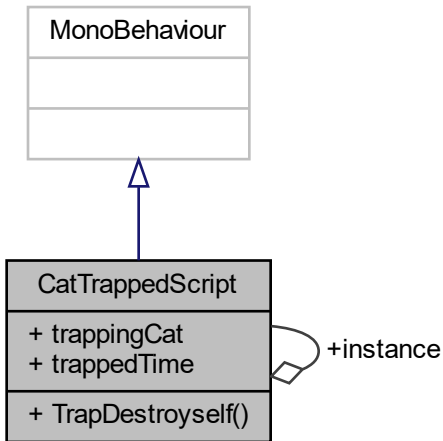 MonoBehaviour
CatTrappedScript
+ trappingCat
+ trappedTime
+instance
+ TrapDestroyself()